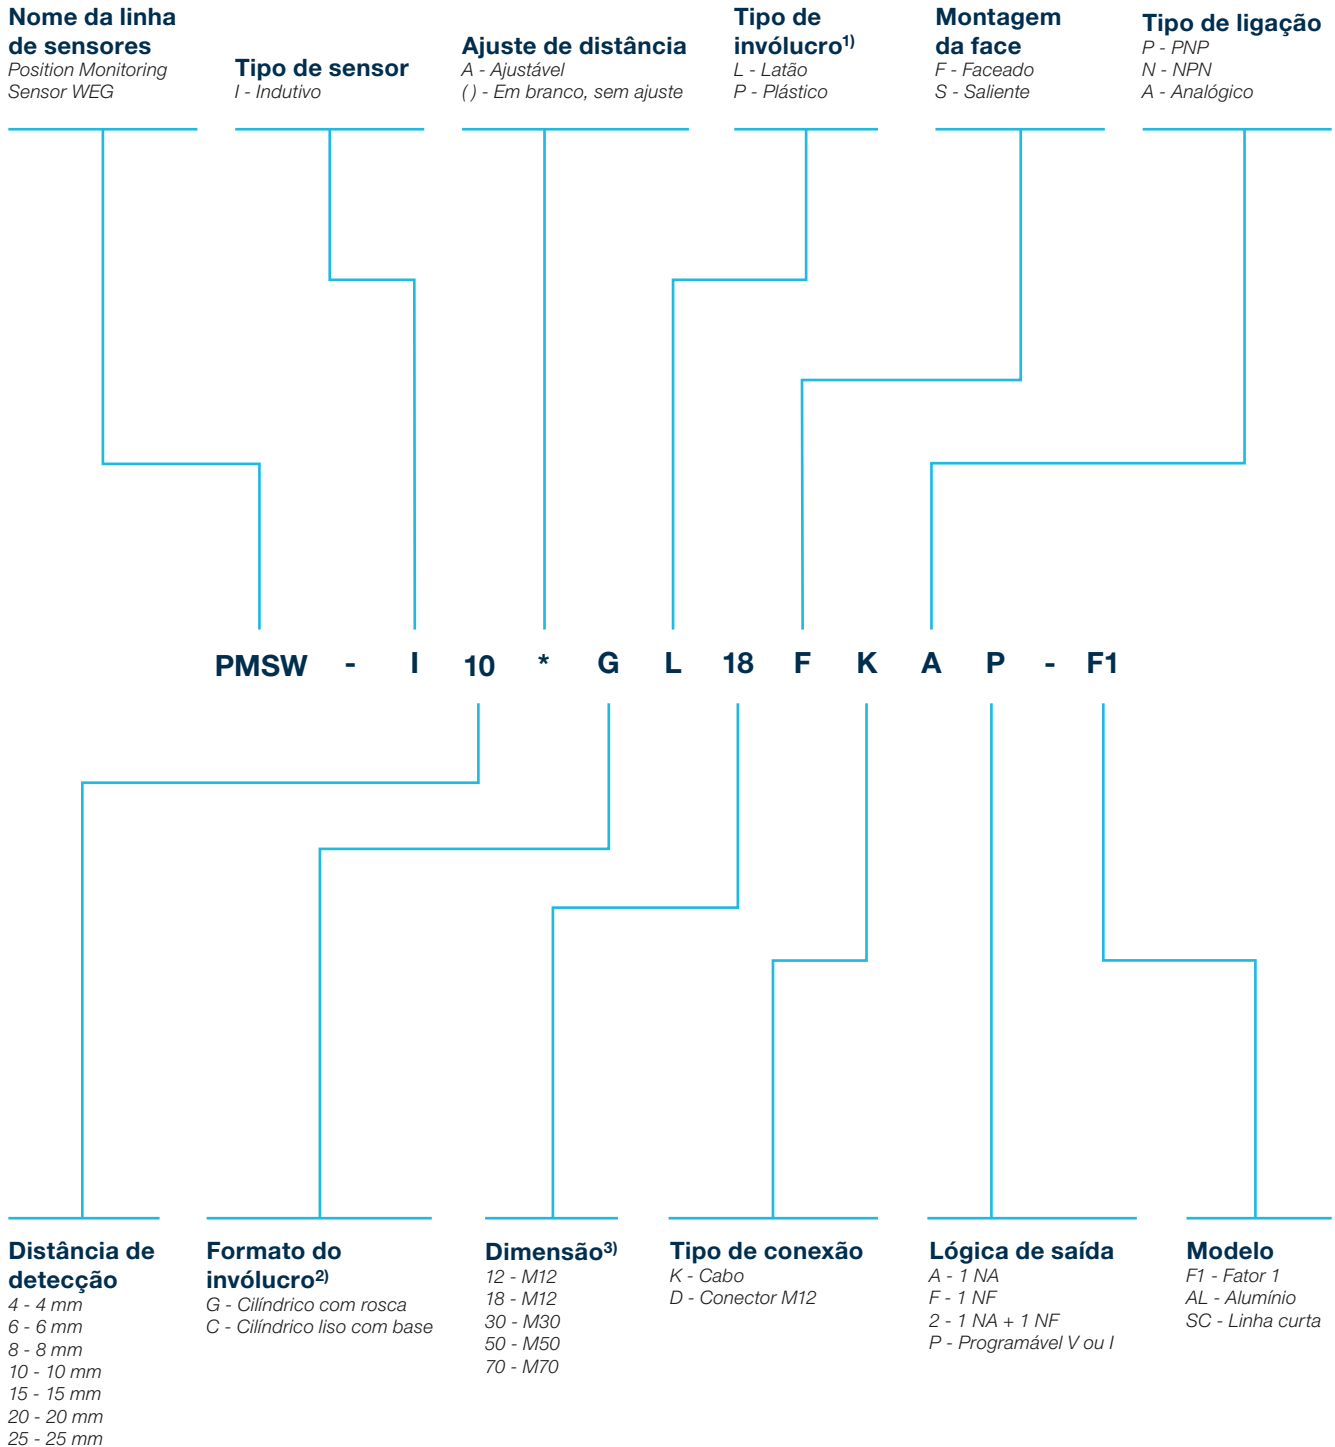 Nome da linha
de sensores
Position Monitoring
Sensor WEG
Tipo de sensor
I - Indutivo
Ajuste de distância
A - Ajustável
( ) - Em branco, sem ajuste
Tipo de
invólucro1)
L - Latão
P - Plástico
Montagem
da face
F - Faceado
S - Saliente
Tipo de ligação
P - PNP
N - NPN
A - Analógico
PMSW - I 10 * G L 18 F K A P - F1
Distância de
detecção
4 - 4 mm
6 - 6 mm
8 - 8 mm
10 - 10 mm
15 - 15 mm
20 - 20 mm
25 - 25 mm
Formato do
invólucro2)
G - Cilíndrico com rosca
C - Cilíndrico liso com base
Dimensão3)
12 - M12
18 - M12
30 - M30
50 - M50
70 - M70
Tipo de conexão
K - Cabo
D - Conector M12
Lógica de saída
A - 1 NA
F - 1 NF
2 - 1 NA + 1 NF
P - Programável V ou I
Modelo
F1 - Fator 1
AL - Alumínio
SC - Linha curta